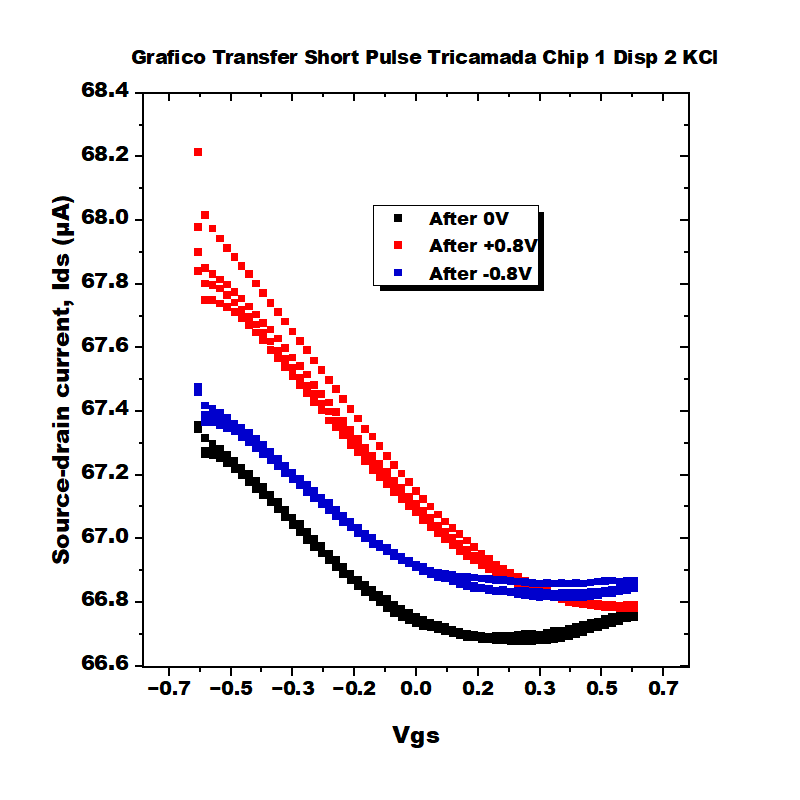 Grafico Transfer Short Pulse Tricamada Chip 1 Disp 2 KCl
68.4
68.2
68.0
67.8
67.6
67.4
67.2
67.0
66.8
66.6
Source-drain current, Ids (µA)
After 0V
After +0.8V
After -0.8V
−0.7 −0.5 −0.3 −0.2 0.0 0.2 0.3 0.5 0.7
Vgs